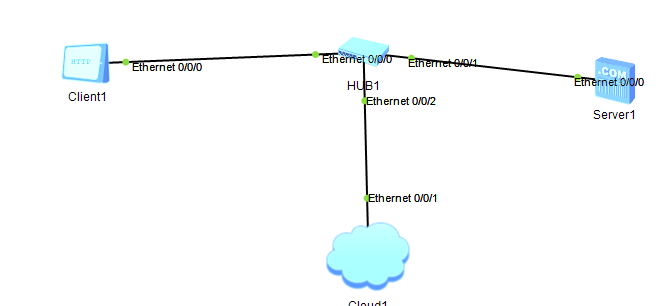 HTTP
Ethernet 0/0/0
Client1
Ethernet 0/0/0
Ethernet 0/0/1
HUB1
Ethernet 0/0/2
.COM
Ethernet 0/0/0
Server1
Ethernet 0/0/1
Cloud1